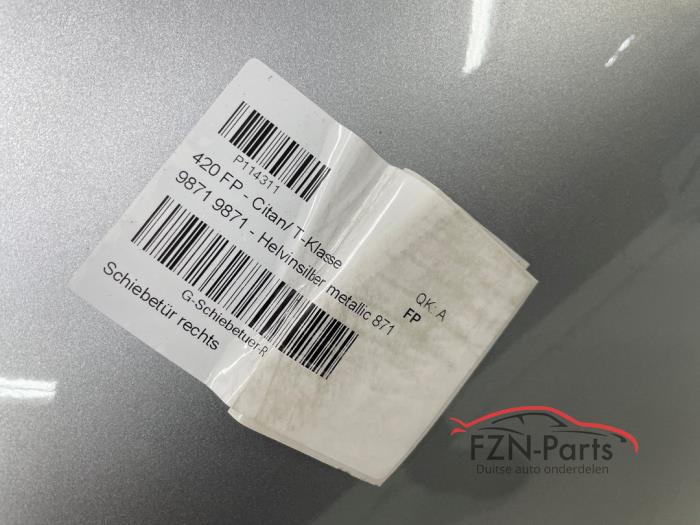 P114311
420 FP - Citan/ T-Klasse
9871 9871 - Helvinsilber metallic 871
G-Schiebetuer-R
Schiebetür rechts
QK: A
FP
FZN-Parts
Duitse auto onderdelen